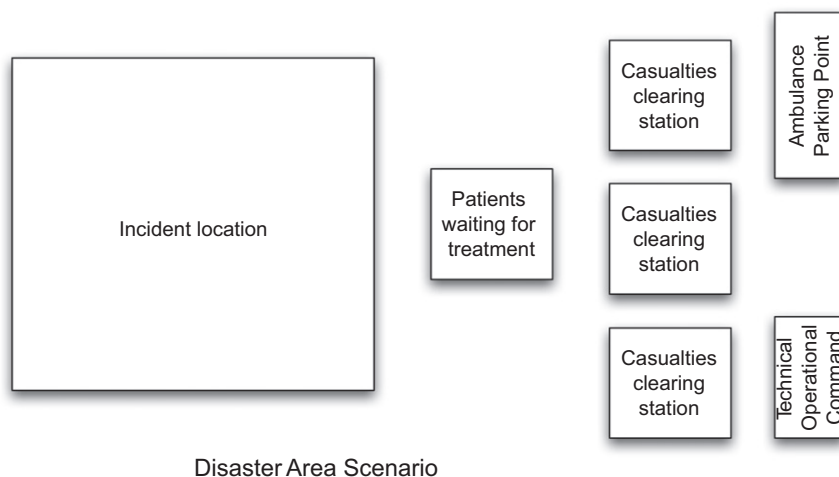 Incident location
Patients
waiting for
treatment
Casualties
clearing
station
Casualties
clearing
station
Casualties
clearing
station
Ambulance
Parking Point
Technical
Operational
Command
Disaster Area Scenario